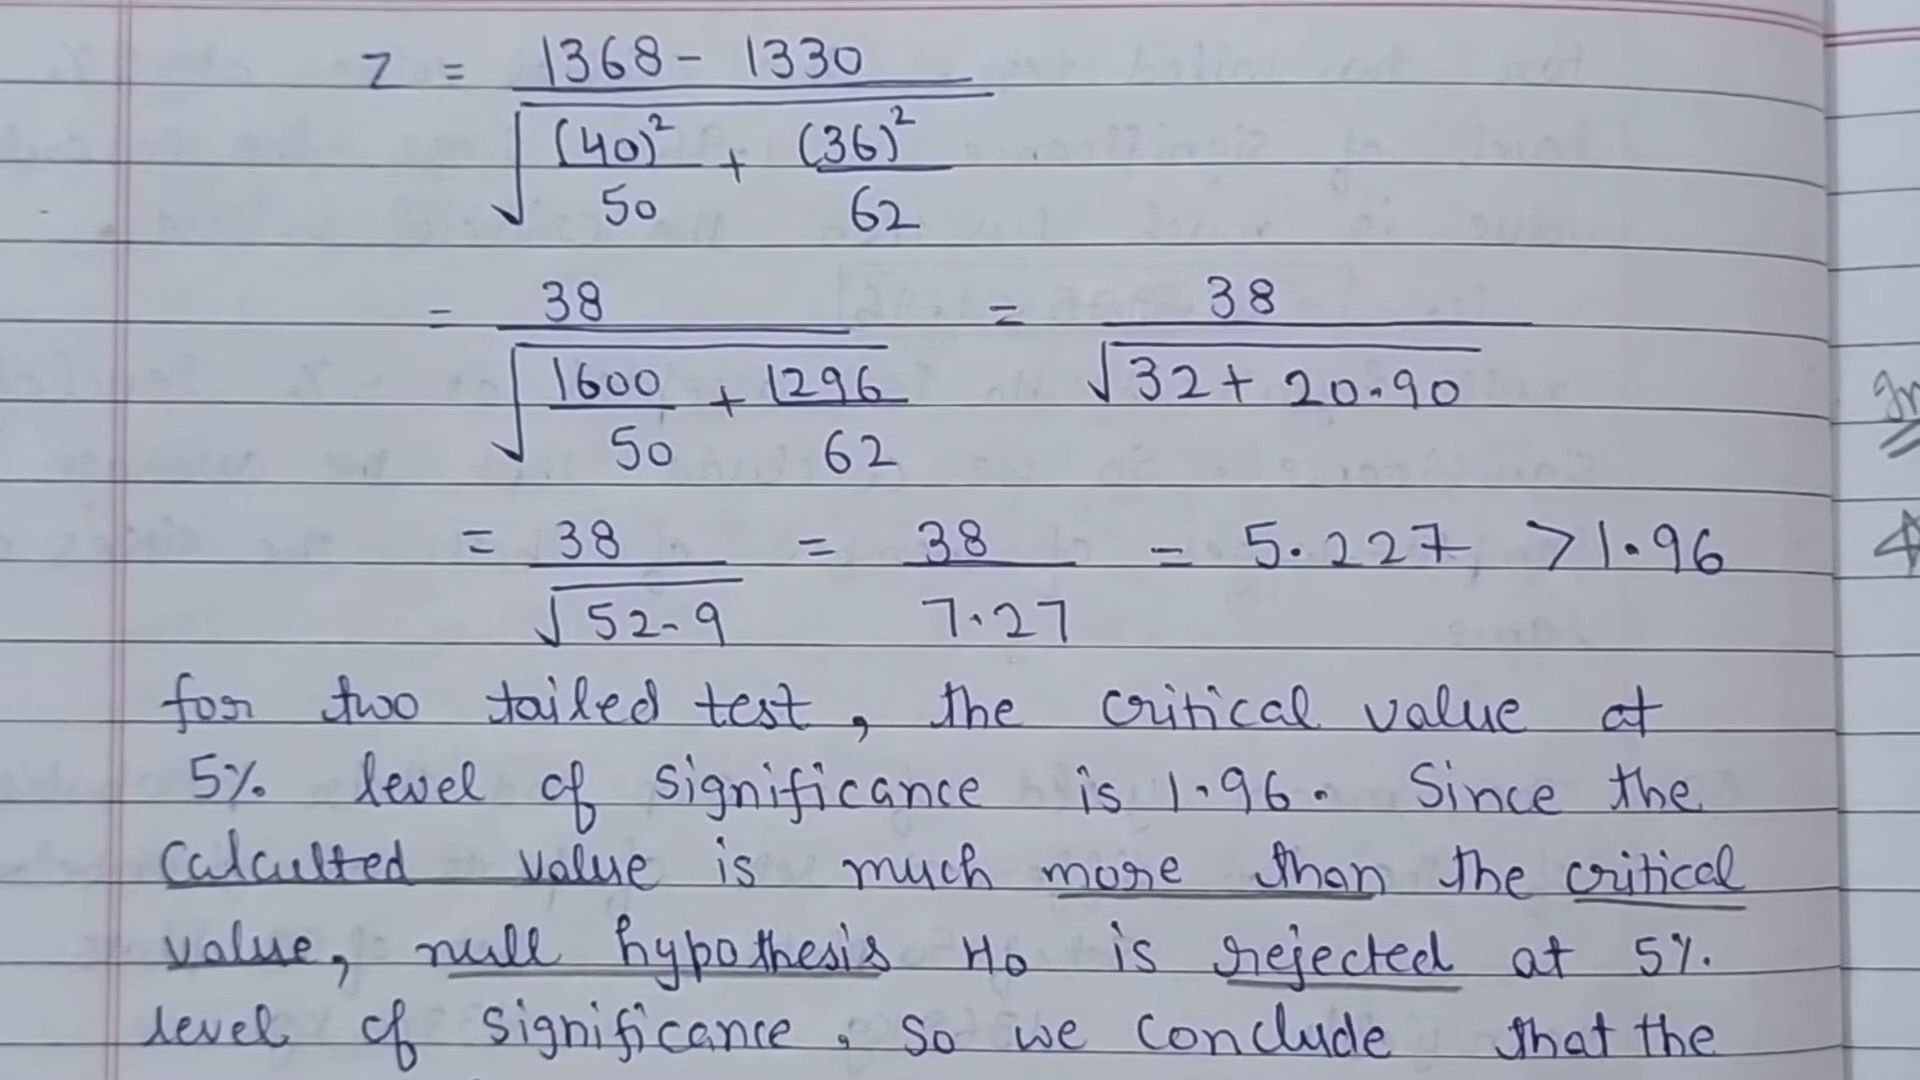 z = 1368 - 1330
√ (40)² / 50 + (36)² / 62
= 38 / √ 1600 / 50 + 1296 / 62 = 38 / √ 32 + 20.90
= 38 / √ 52.9 = 38 / 7.27 = 5.227 > 1.96
for two tailed test, the critical value at
5% level of significance is 1.96. Since the
Calculted value is much more than the critical
value, null hypothesis H₀ is rejected at 5%
level of significance. So we conclude that the